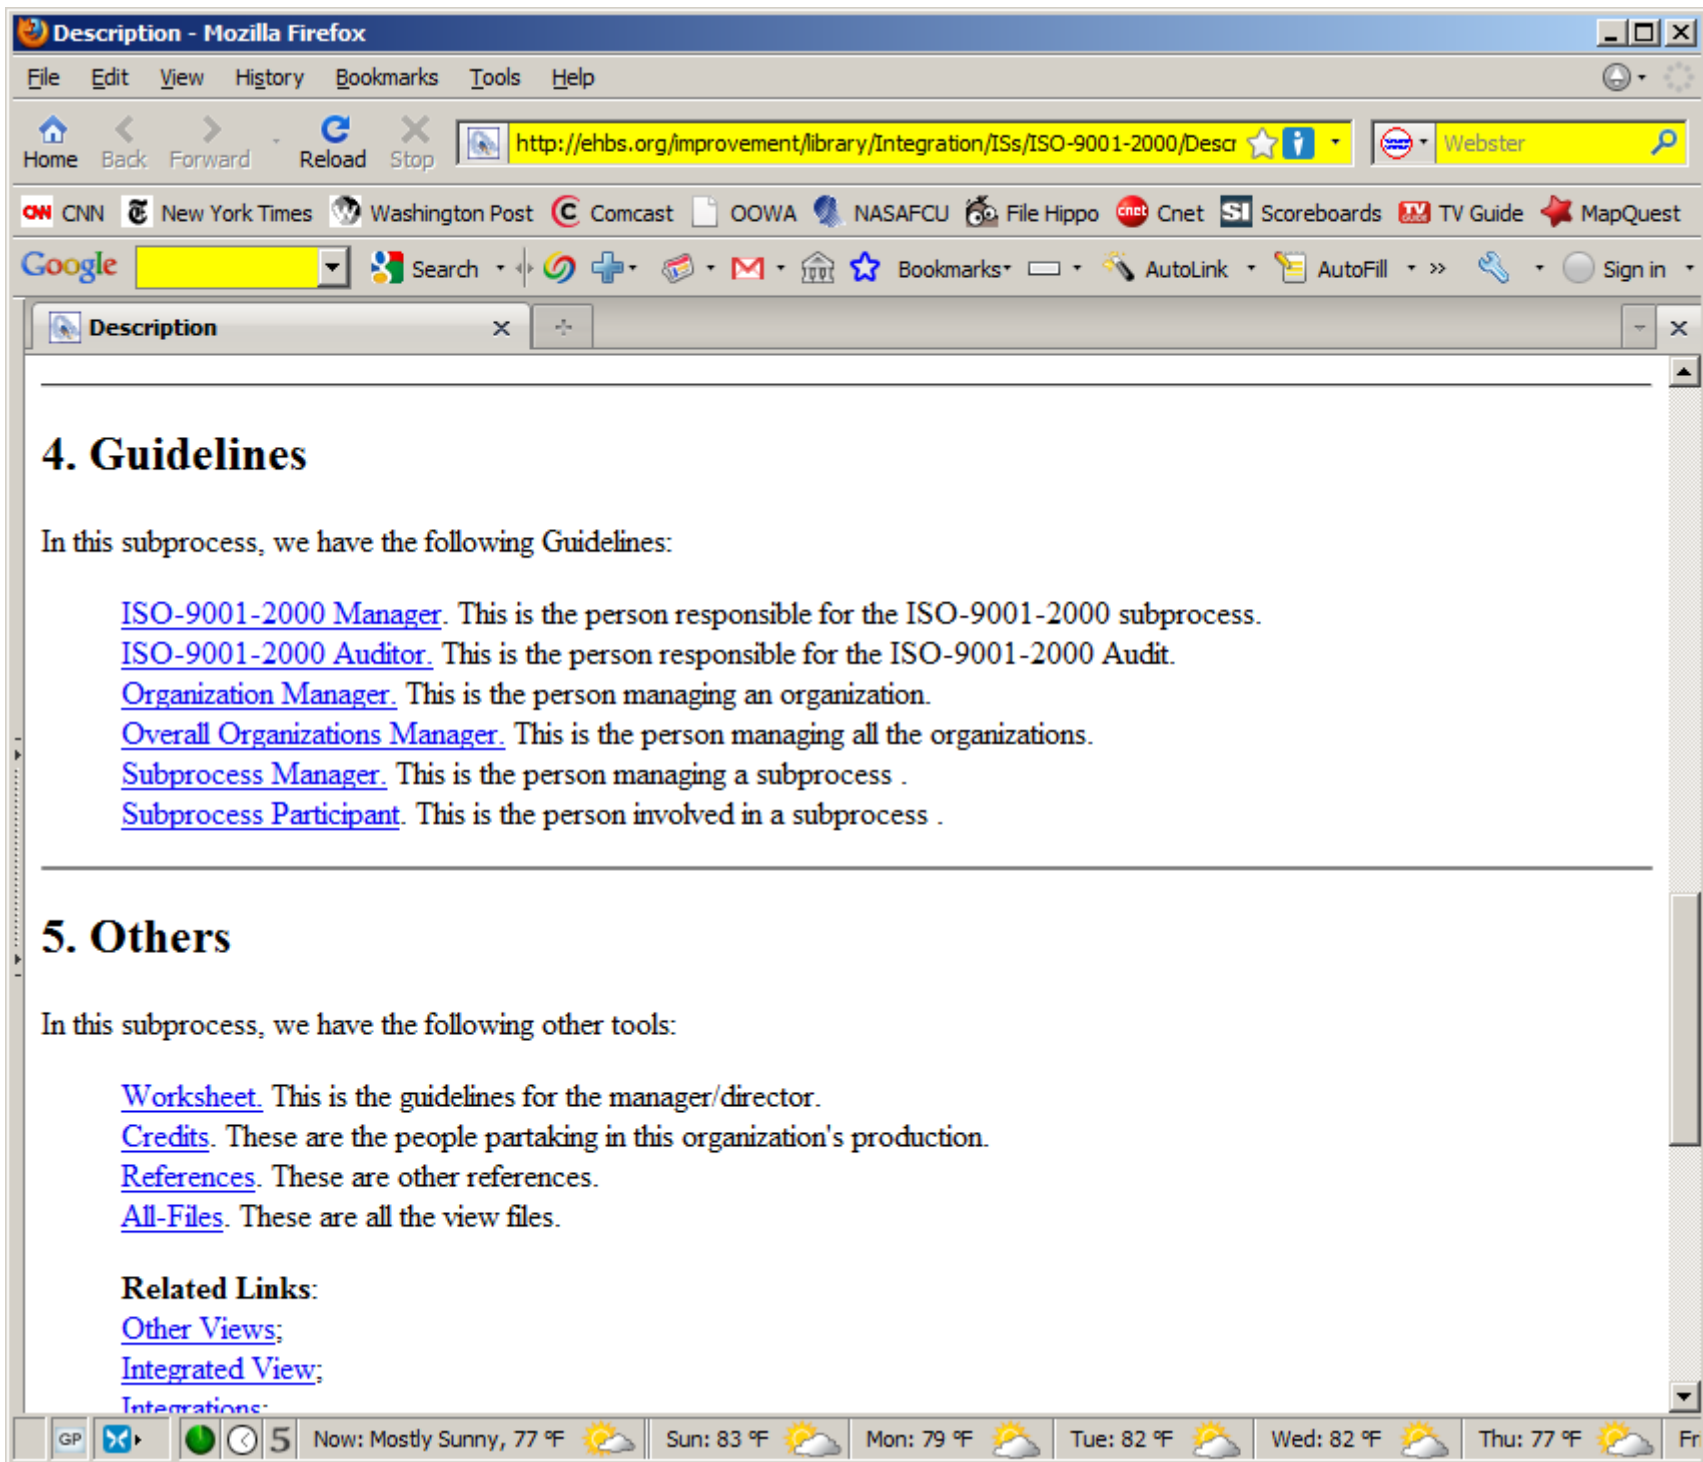 Description - Mozilla Firefox
File Edit View History Bookmarks Tools Help
Home Back Forward Reload Stop http://ehbs.org/improvement/library/Integration/ISs/ISO-9001-2000/Descr Webster
CNN CNN New York Times Washington Post Comcast OOWA NASAFCU File Hippo cnet Cnet SI Scoreboards TV GUIDE TV Guide MapQuest
Google Search Bookmarks AutoLink AutoFill » Sign in
Description
4. Guidelines
In this subprocess, we have the following Guidelines:
ISO-9001-2000 Manager. This is the person responsible for the ISO-9001-2000 subprocess.
ISO-9001-2000 Auditor. This is the person responsible for the ISO-9001-2000 Audit.
Organization Manager. This is the person managing an organization.
Overall Organizations Manager. This is the person managing all the organizations.
Subprocess Manager. This is the person managing a subprocess .
Subprocess Participant. This is the person involved in a subprocess .
5. Others
In this subprocess, we have the following other tools:
Worksheet. This is the guidelines for the manager/director.
Credits. These are the people partaking in this organization's production.
References. These are other references.
All-Files. These are all the view files.
Related Links:
Other Views;
Integrated View;
Integrations;
GP 5 Now: Mostly Sunny, 77 °F Sun: 83 °F Mon: 79 °F Tue: 82 °F Wed: 82 °F Thu: 77 °F Fr